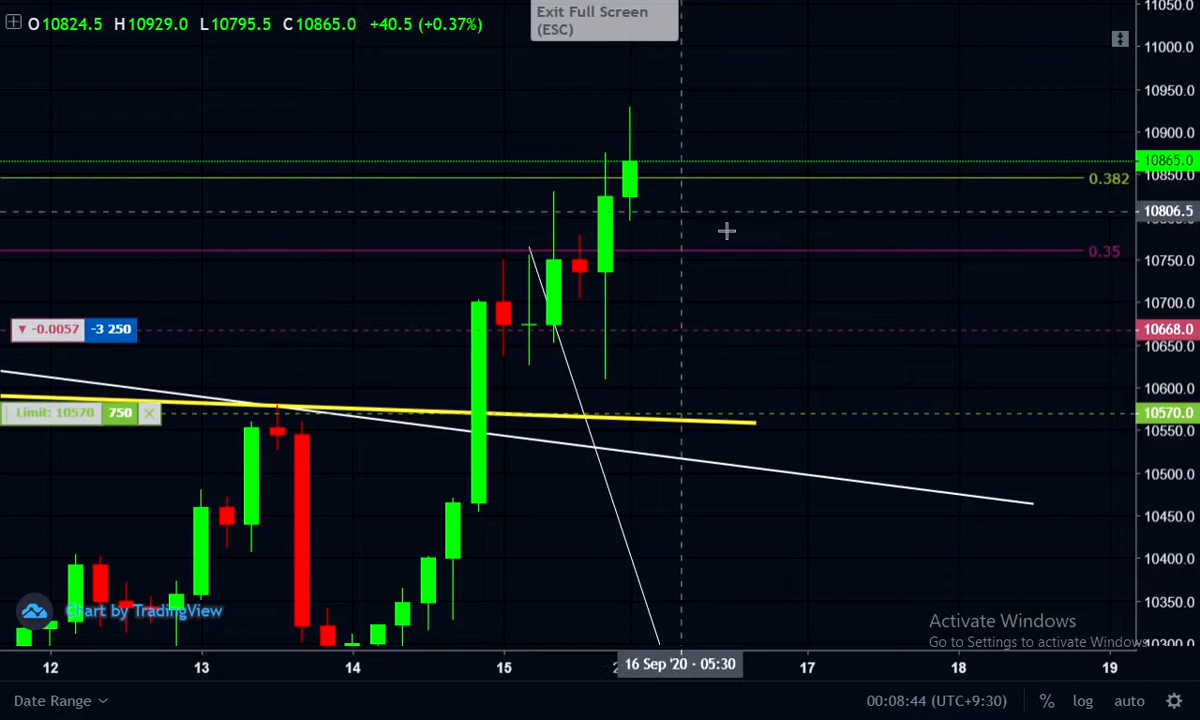 O10824.5 H10929.0 L10795.5 C10865.0 +40.5 (+0.37%)
Exit Full Screen
(ESC)
11050.0
11000.0
10950.0
10900.0
10865.0
10850.0
0.382
10806.5
0.35
10750.0
10700.0
▼ -0.0057 -3 250
10668.0
10650.0
10600.0
Limit: 10570 750 ×
10570.0
10550.0
10500.0
10450.0
10400.0
10350.0
10300.0
Chart by TradingView
Activate Windows
Go to Settings to activate Windows.
12 13 14 15 16 Sep '20 · 05:30 17 18 19
Date Range
00:08:44 (UTC+9:30) % log auto